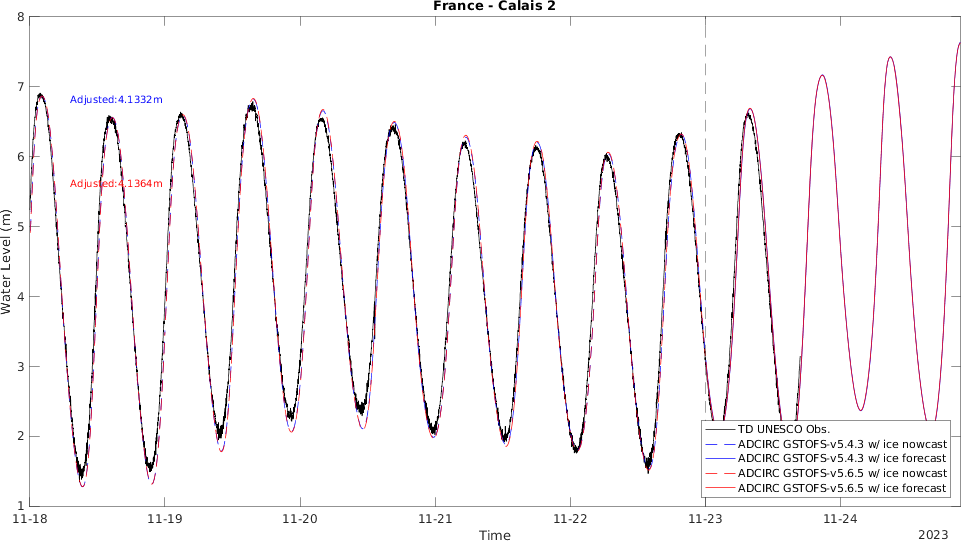 France - Calais 2
8
7
6
5
4
3
2
1
Water Level (m)
Adjusted:4.1332m
Adjusted:4.1364m
TD UNESCO Obs.
ADCIRC GSTOFS-v5.4.3 w/ ice nowcast
ADCIRC GSTOFS-v5.4.3 w/ ice forecast
ADCIRC GSTOFS-v5.6.5 w/ ice nowcast
ADCIRC GSTOFS-v5.6.5 w/ ice forecast
11-18 11-19 11-20 11-21 11-22 11-23 11-24
Time
2023